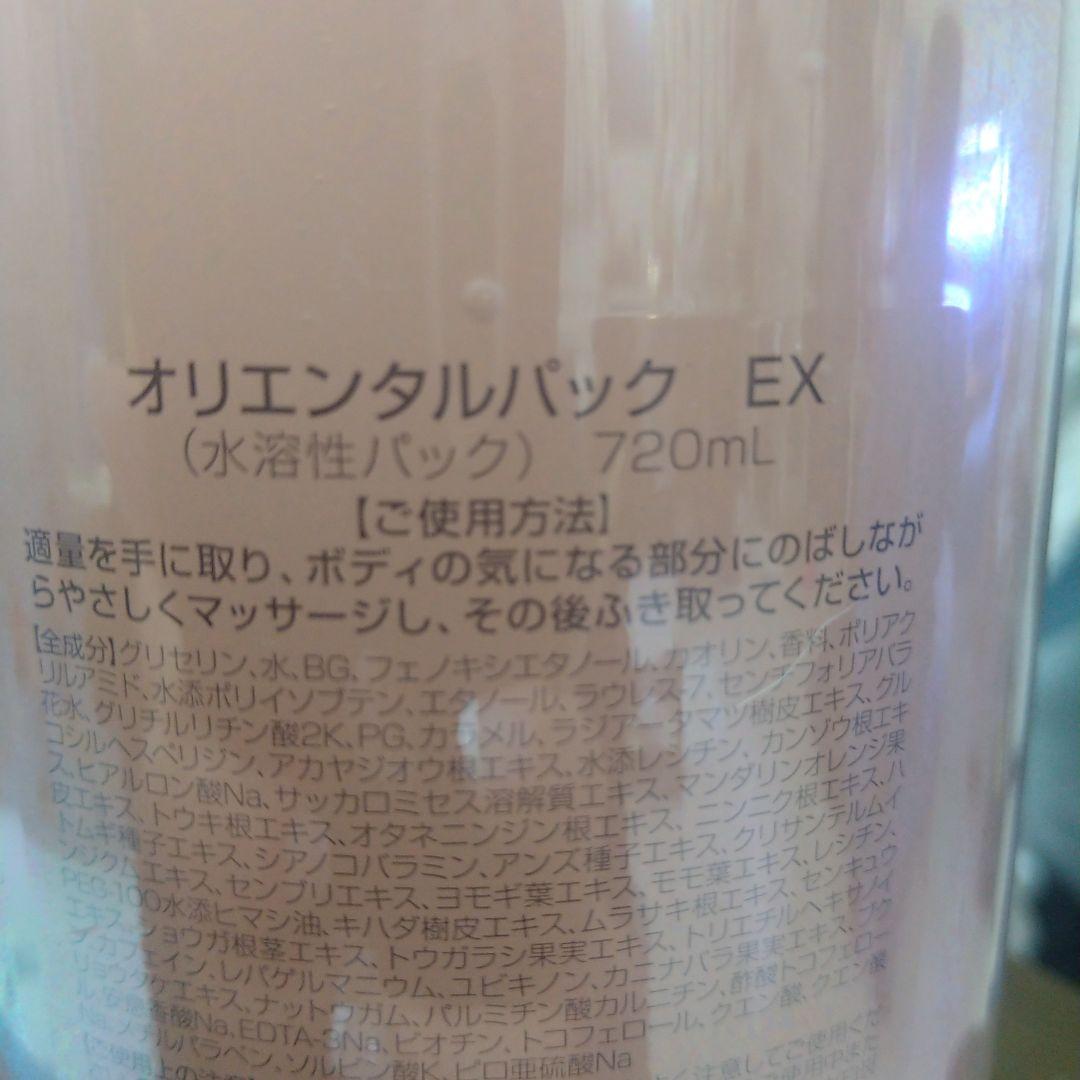 オリエンタルパック EX
（水溶性パック） 720mL
【ご使用方法】
適量を手に取り、ボディの気になる部分にのばしなが
らやさしくマッサージし、その後ふき取ってください。
【全成分】グリセリン、水、BG、フェノキシエタノール、カオリン、香料、ポリアク
リルアミド、水添ポリイソブテン、エタノール、ラウレス-7、センチフォリアバラ
花水、グリチルリチン酸2K、PG、カラメル、ラジアータマツ樹皮エキス、グル
コシルヘスペリジン、アカヤジオウ根エキス、水添レシチン、カンゾウ根エキ
ス、ヒアルロン酸Na、サッカロミセス溶解質エキス、マンダリンオレンジ果
皮エキス、トウキ根エキス、オタネニンジン根エキス、ニンニク根エキス、ハ
トムギ種子エキス、シアノコバラミン、アンズ種子エキス、クリサンテルムイ
ンジクムエキス、センブリエキス、ヨモギ葉エキス、モモ葉エキス、レシチン、
PEG-100水添ヒマシ油、キハダ樹皮エキス、ムラサキ根エキス、センキュウ
エキス、ショウガ根茎エキス、トウガラシ果実エキス、トリエチルヘキサノイ
ン、カフェイン、レパゲルマニウム、ユビキノン、カニナバラ果実エキス、ブク
リョウタケエキス、ナットウガム、パルミチン酸カルニチン、酢酸トコフェロー
ル、安息香酸Na、EDTA-3Na、ビオチン、トコフェロール、クエン酸、クエン酸
Na、メチルパラベン、ソルビン酸K、ピロ亜硫酸Na
注意してご使用くだ